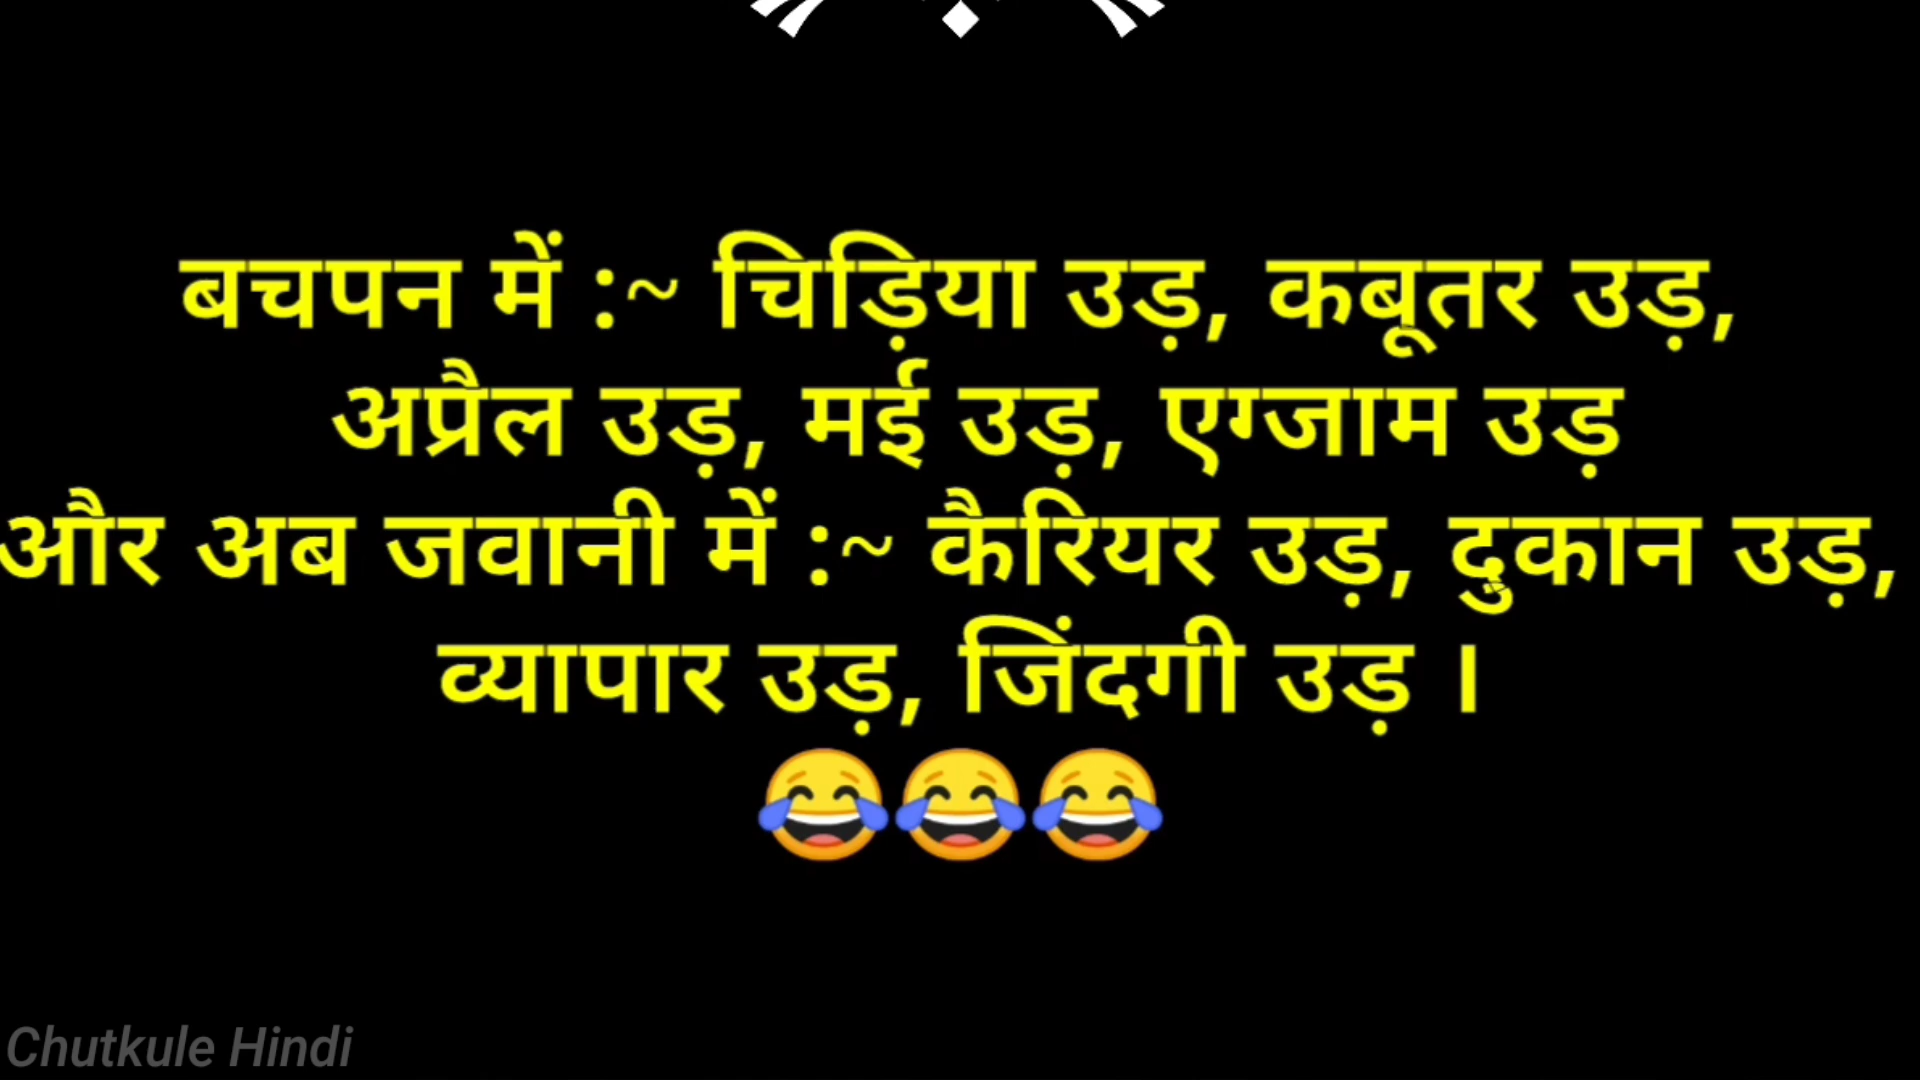 बचपन में :~ चिड़िया उड़, कबूतर उड़,
अप्रैल उड़, मई उड़, एग्जाम उड़
और अब जवानी में :~ कैरियर उड़, दुकान उड़,
व्यापार उड़, जिंदगी उड़ ।
😂😂😂
Chutkule Hindi